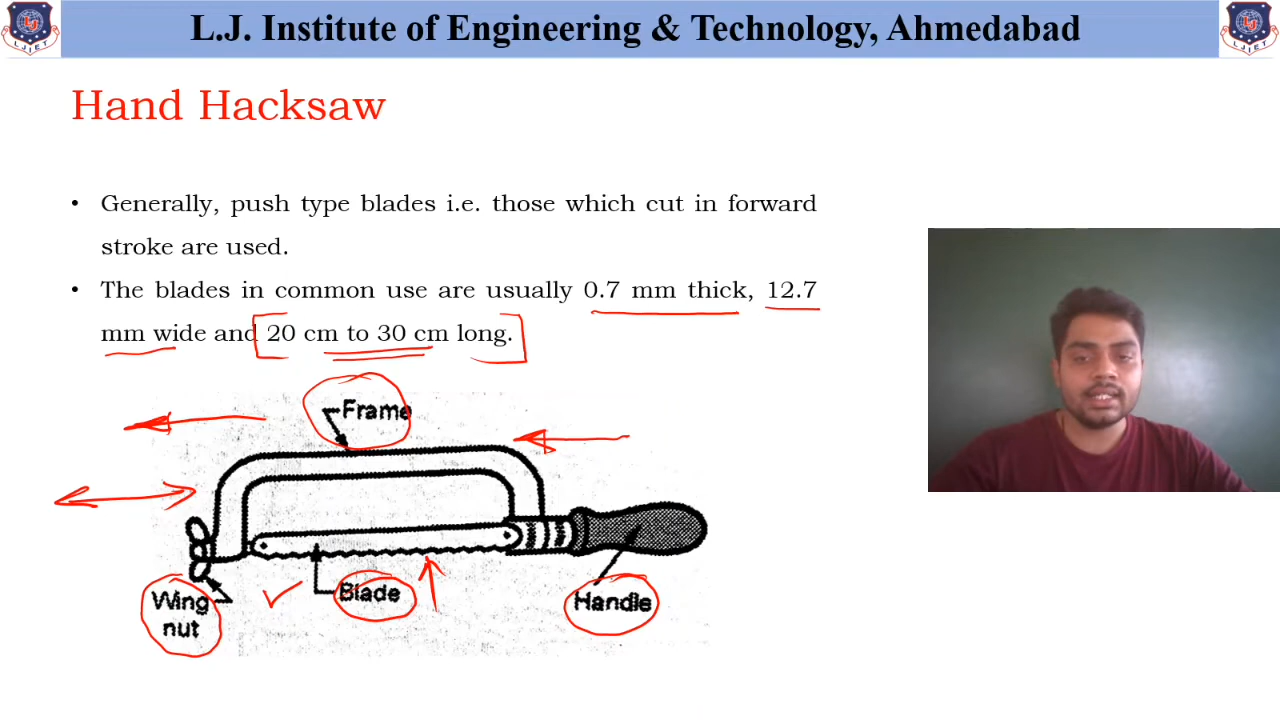 L.J. Institute of Engineering & Technology, Ahmedabad
LJIET
LJIET
Hand Hacksaw
• Generally, push type blades i.e. those which cut in forward
stroke are used.
• The blades in common use are usually 0.7 mm thick, 12.7
mm wide and 20 cm to 30 cm long.
Frame
Wing
nut
Blade
Handle